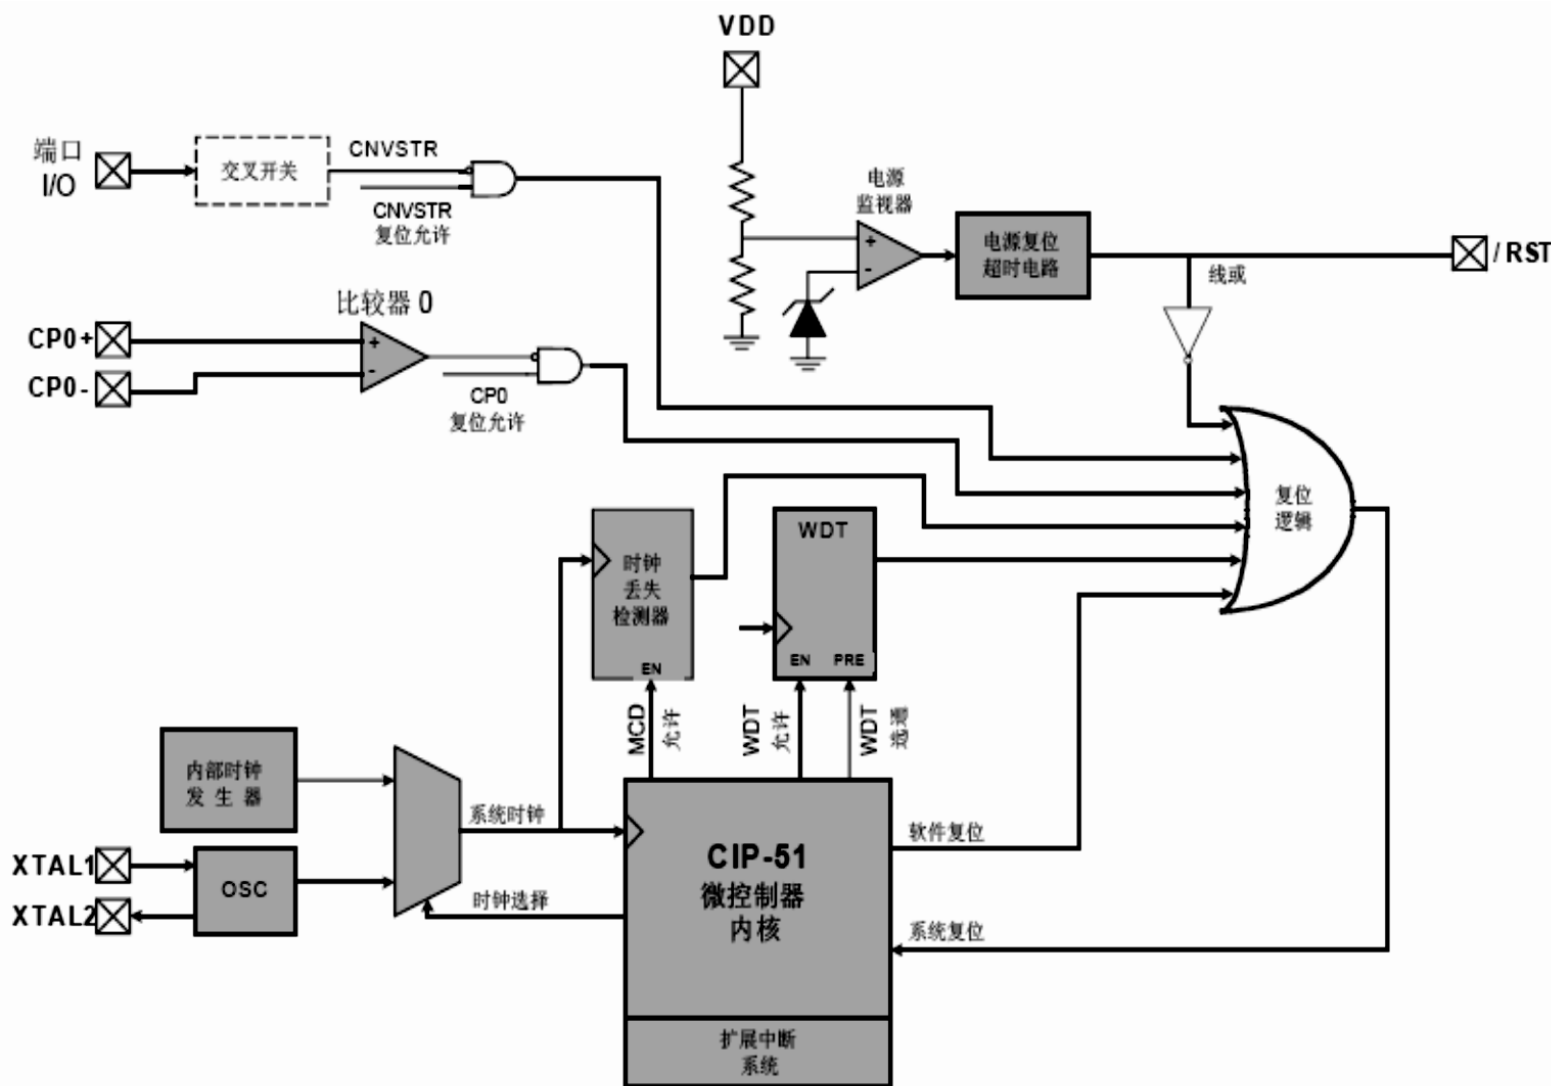 VDD
端口
I/O
交叉开关
CNVSTR
CNVSTR
复位允许
电源
监视器
+
-
电源复位
超时电路
线或
/RST
比较器 0
CP0+
CP0-
+
-
CP0
复位允许
复位
逻辑
时钟
丢失
检测器
EN
WDT
EN PRE
MCD
允许
WDT
允许
WDT
选通
内部时钟
发生器
XTAL1
XTAL2
OSC
系统时钟
时钟选择
CIP-51
微控制器
内核
软件复位
系统复位
扩展中断
系统